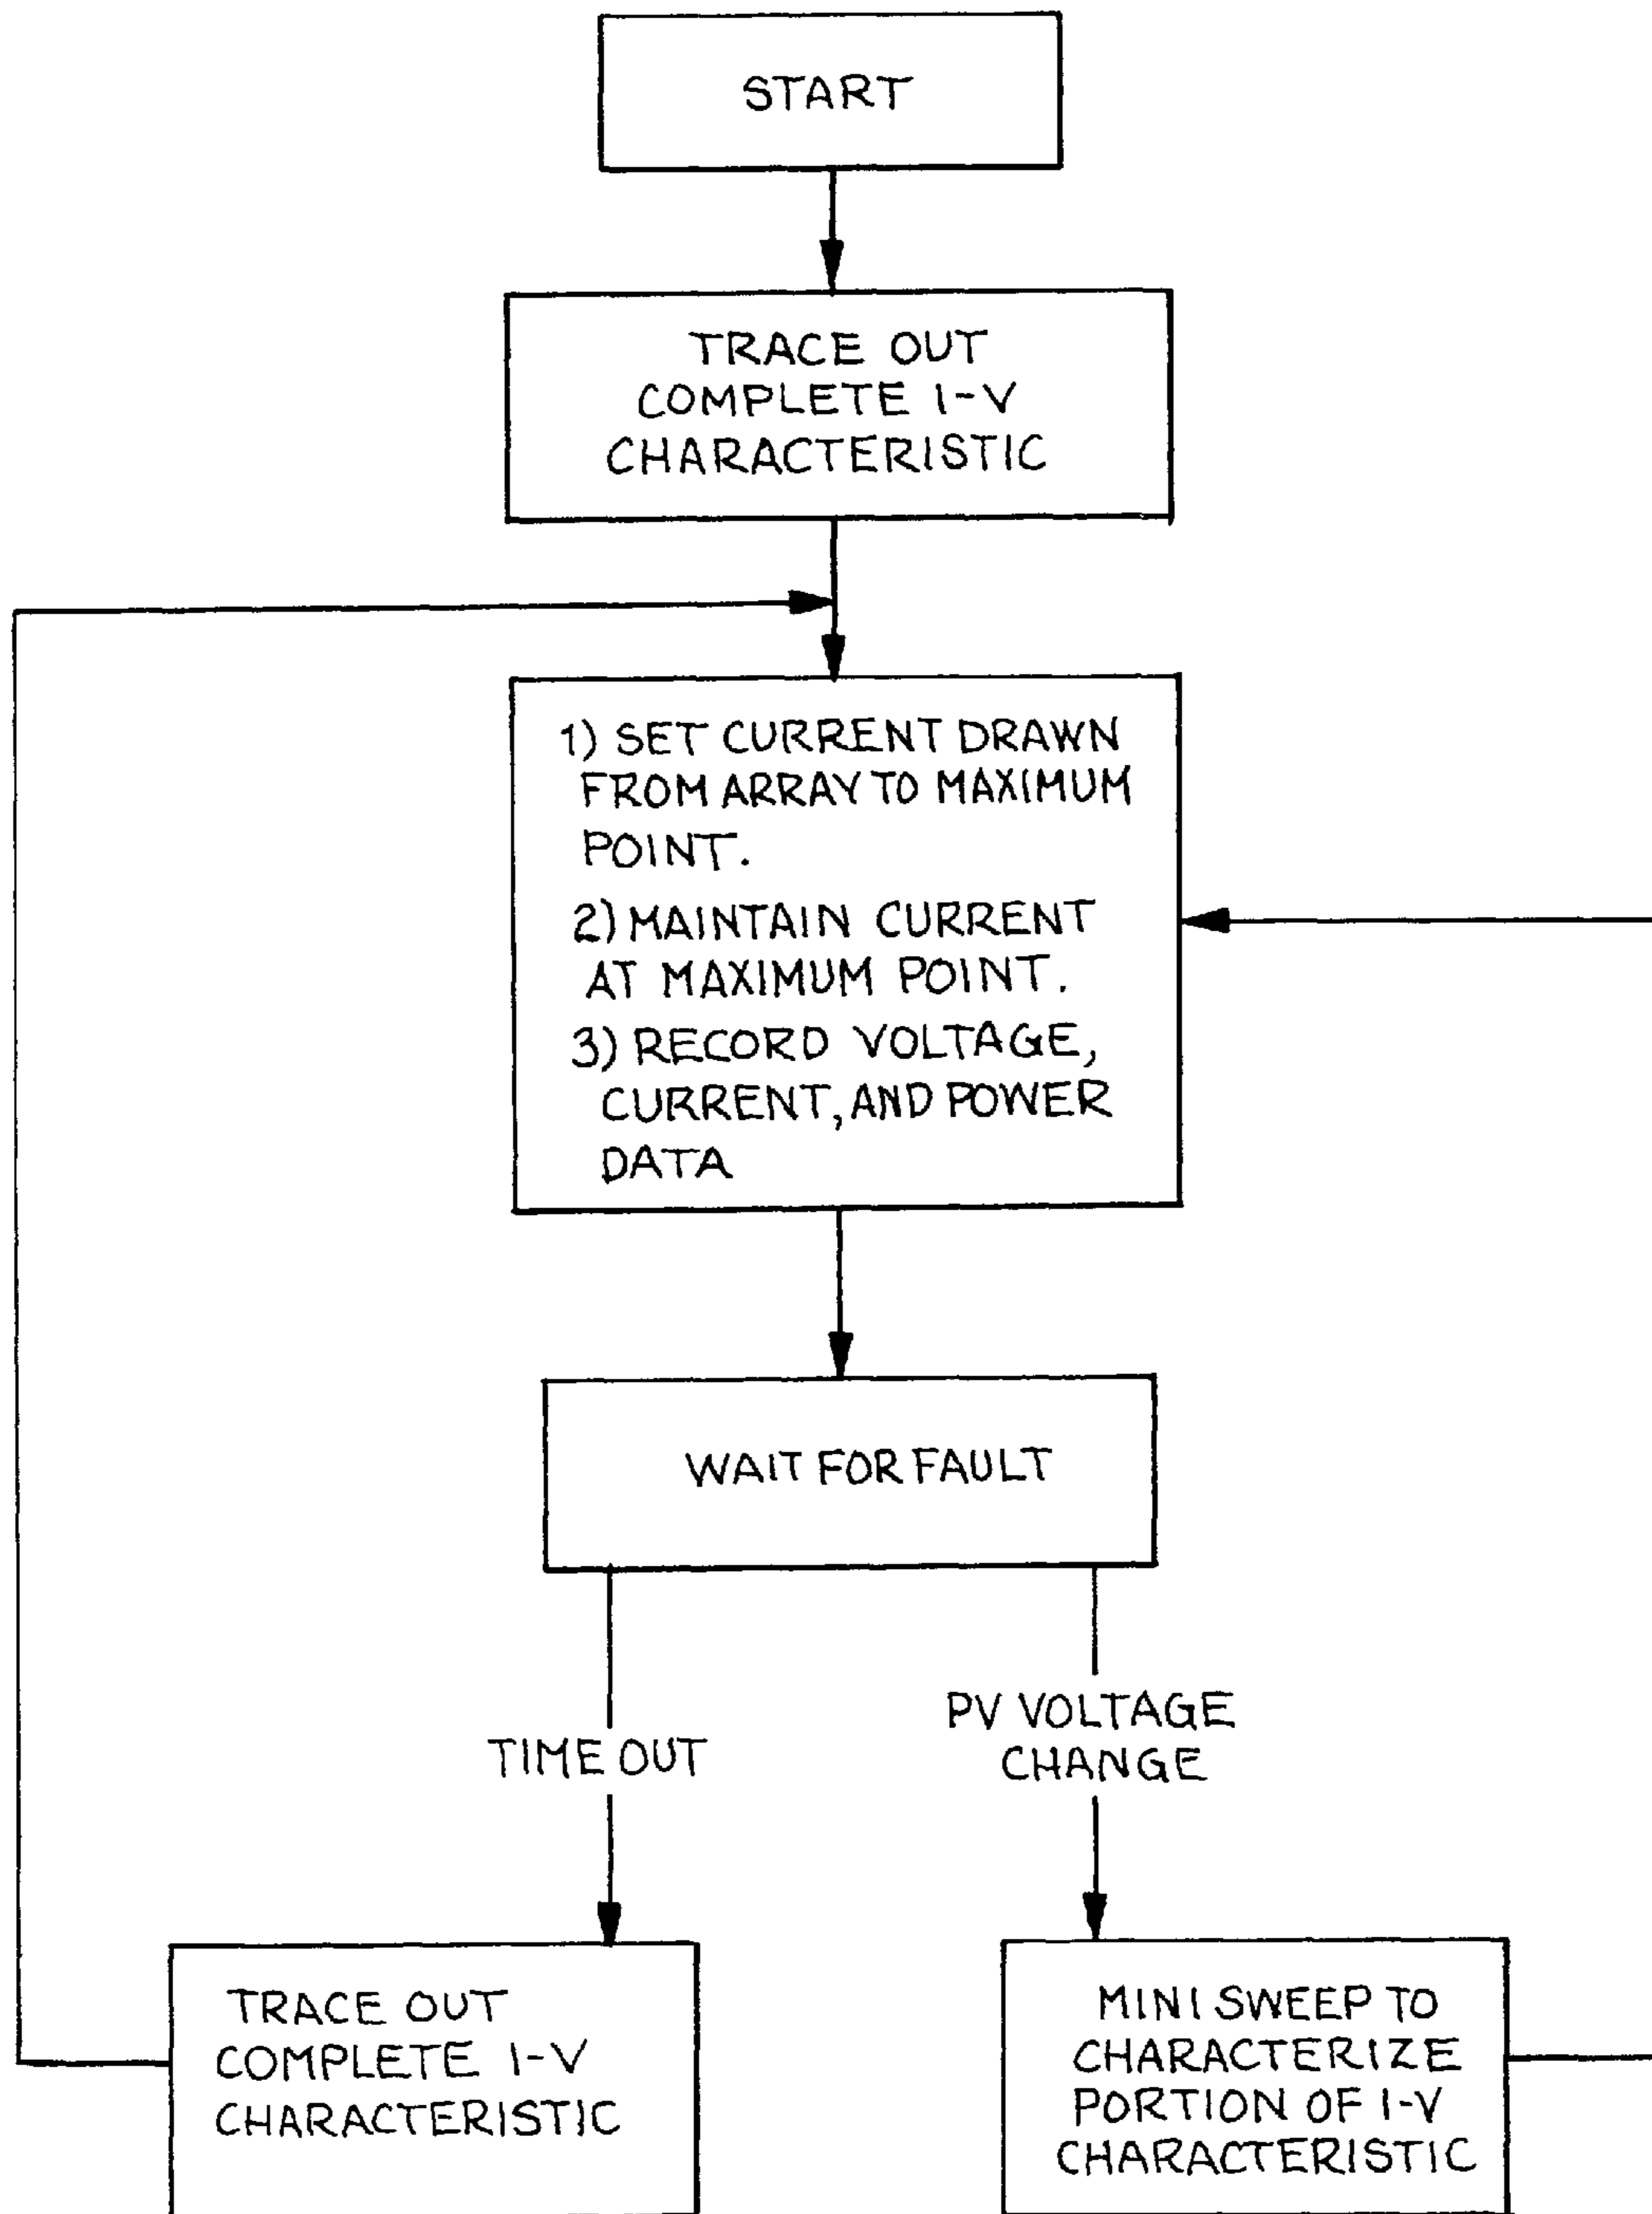 START
TRACE OUT
COMPLETE I-V
CHARACTERISTIC
1) SET CURRENT DRAWN
FROM ARRAY TO MAXIMUM
POINT.
2) MAINTAIN CURRENT
AT MAXIMUM POINT.
3) RECORD VOLTAGE,
CURRENT, AND POWER
DATA
WAIT FOR FAULT
TIME OUT
PV VOLTAGE
CHANGE
TRACE OUT
COMPLETE I-V
CHARACTERISTIC
MINI SWEEP TO
CHARACTERIZE
PORTION OF I-V
CHARACTERISTIC